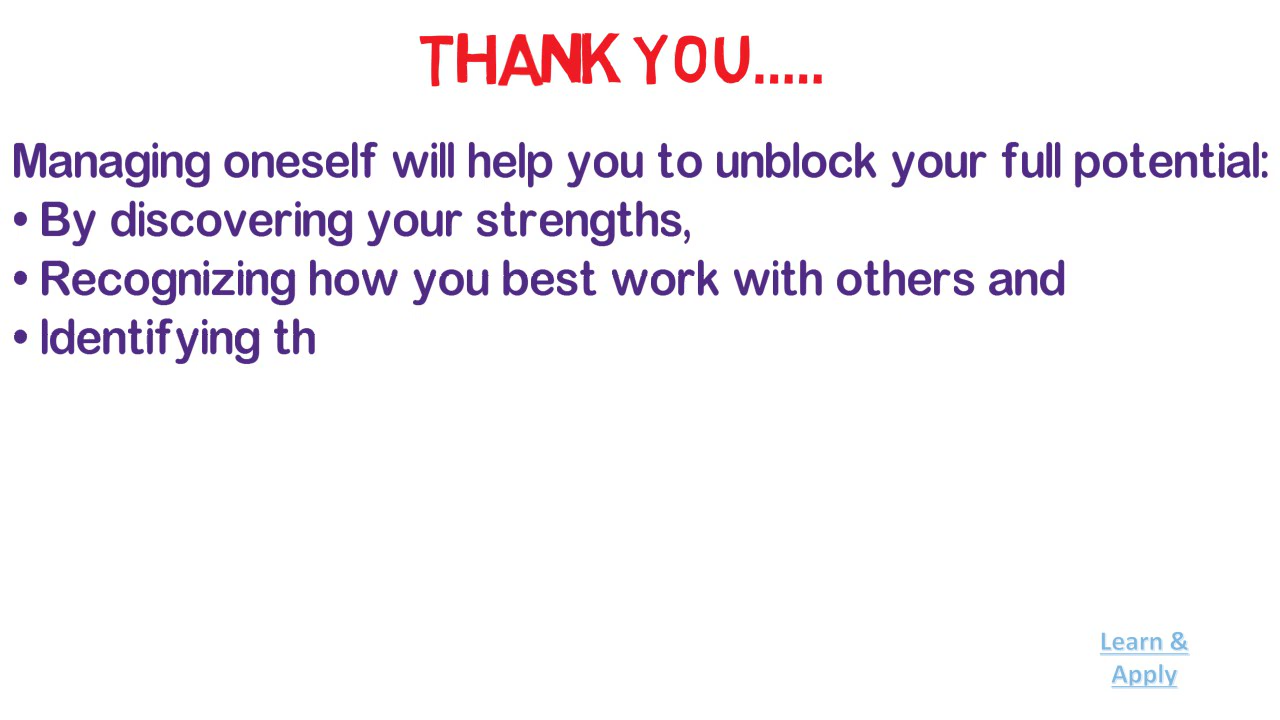 THANK YOU.....
Managing oneself will help you to unblock your full potential:
• By discovering your strengths,
• Recognizing how you best work with others and
• Identifying th
Learn &
Apply